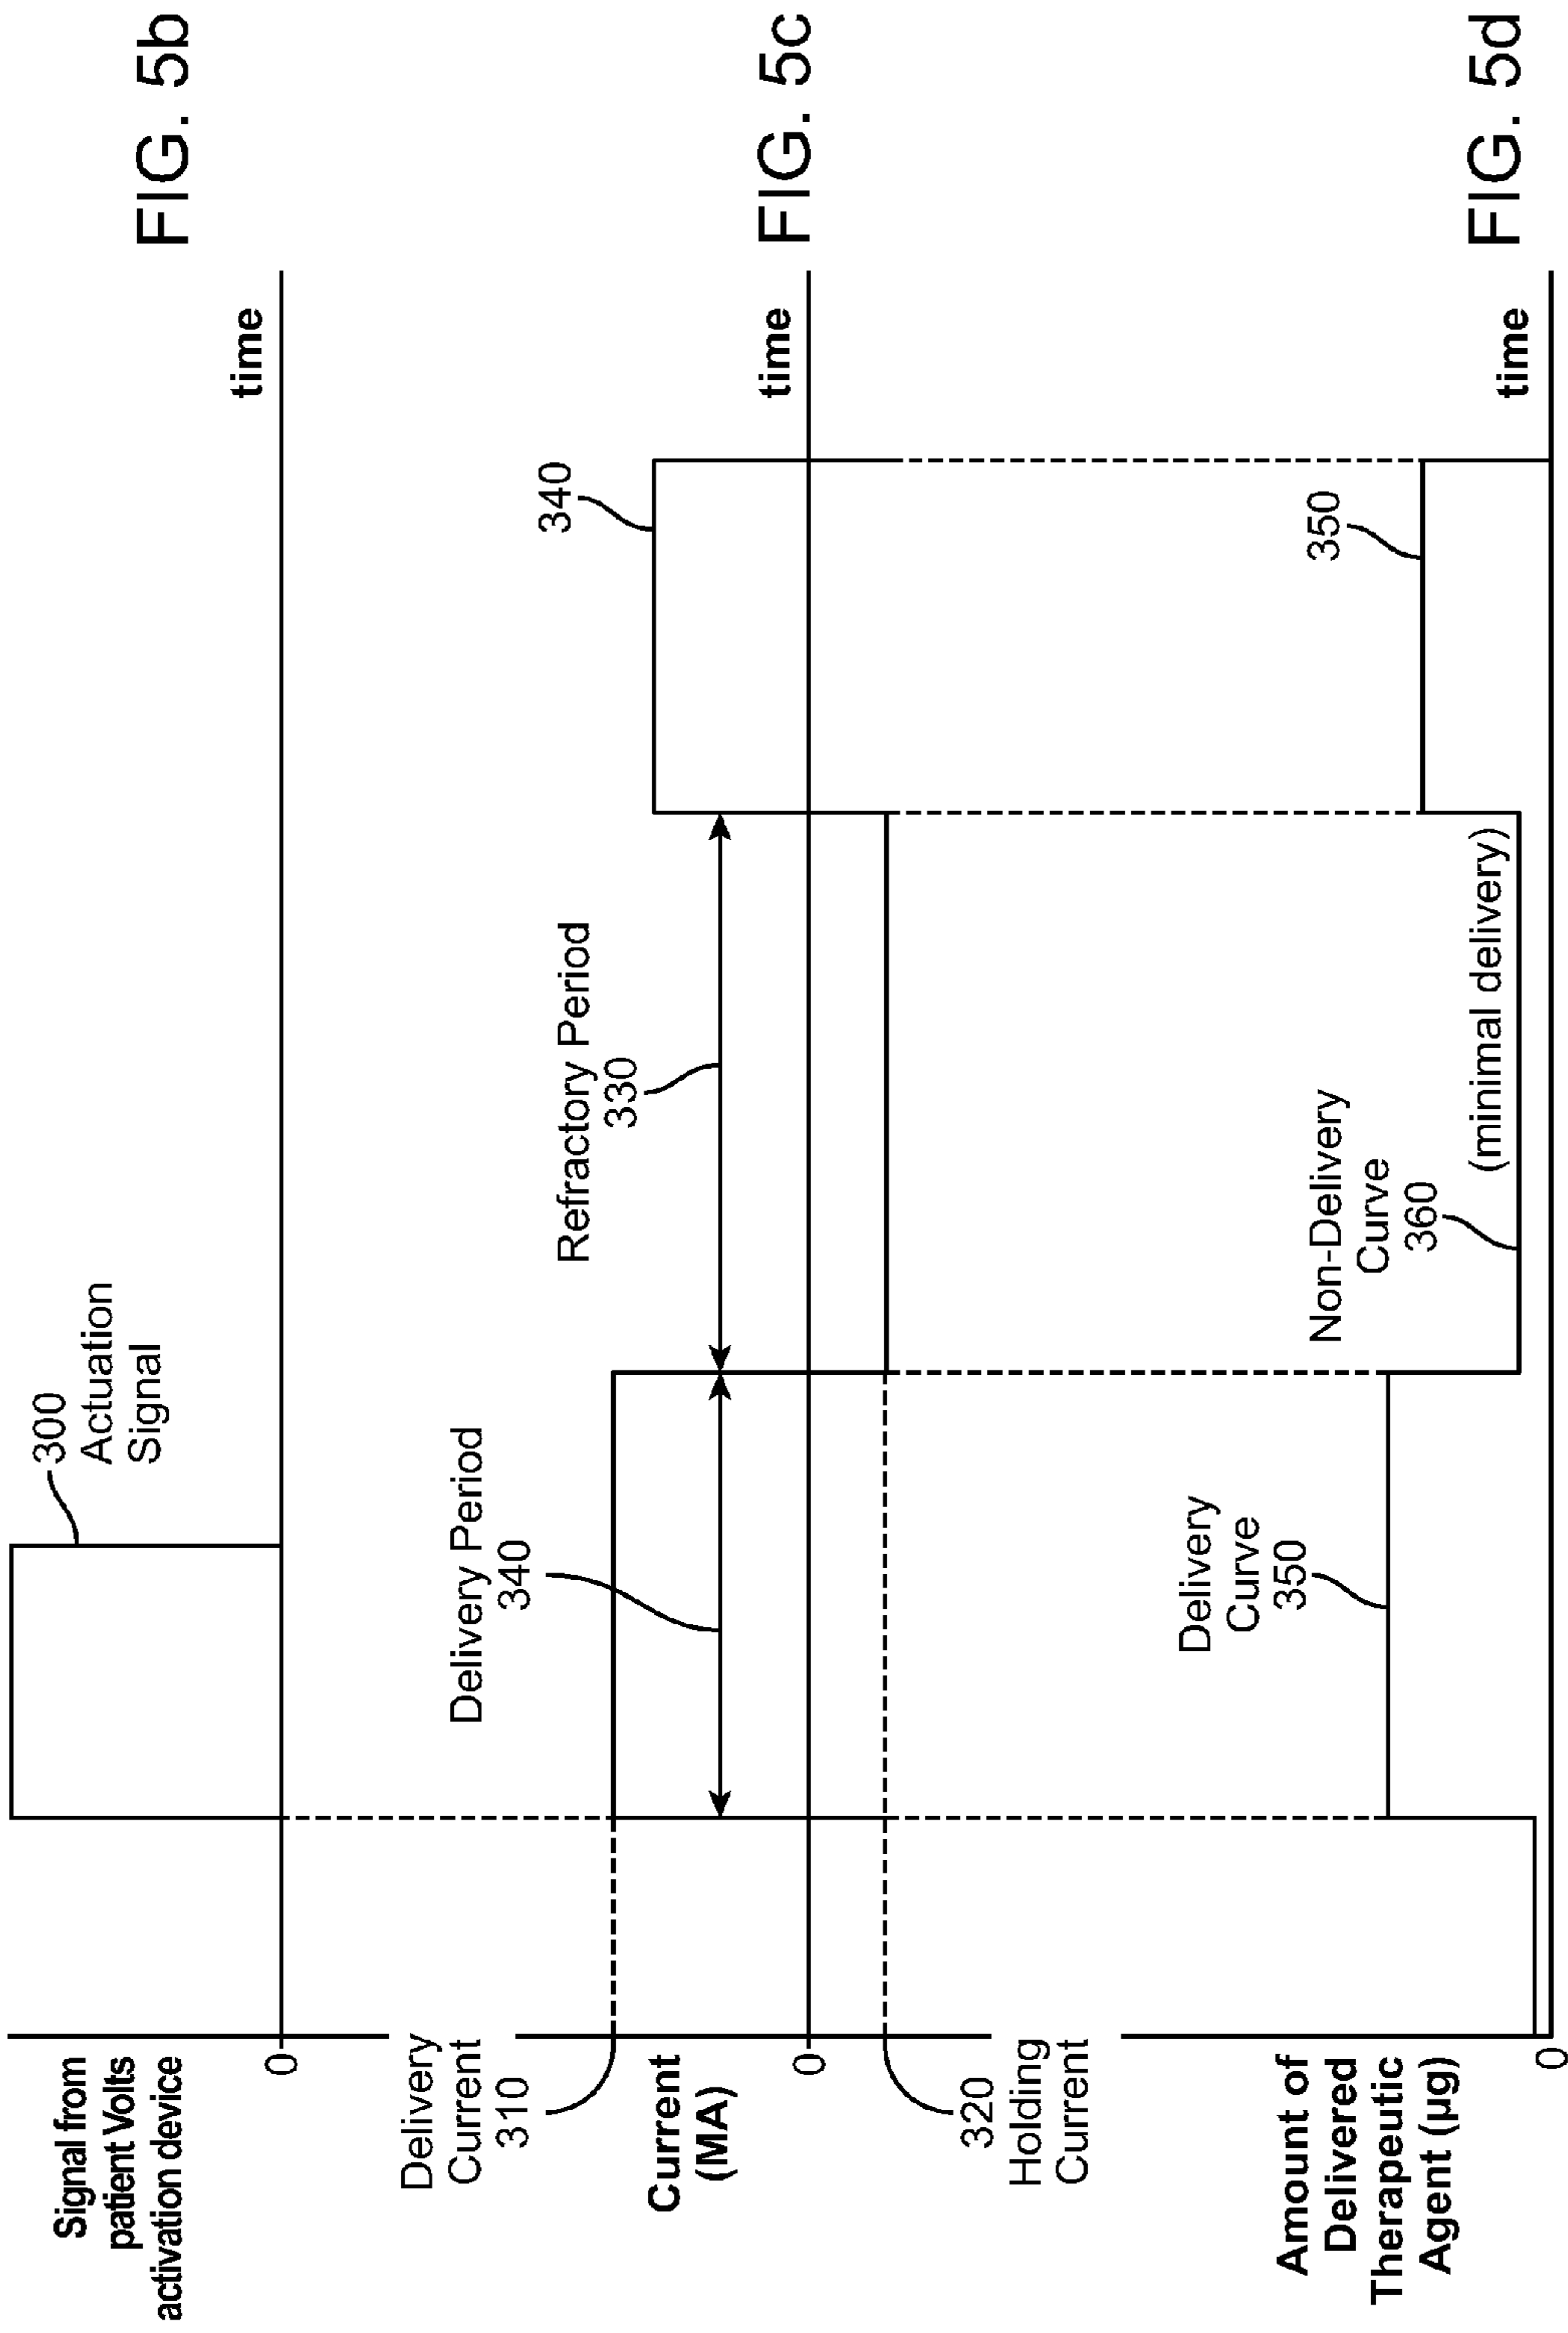 Signal from
patient Volts
activation device
0
300
Actuation
Signal
time
FIG. 5b
Delivery
Current
310
Current
(MA)
0
320
Holding
Current
Delivery Period
340
Refractory Period
330
340
time
FIG. 5c
Amount of
Delivered
Therapeutic
Agent (µg)
0
Delivery
Curve
350
Non-Delivery
Curve
360
(minimal delivery)
350
time
FIG. 5d